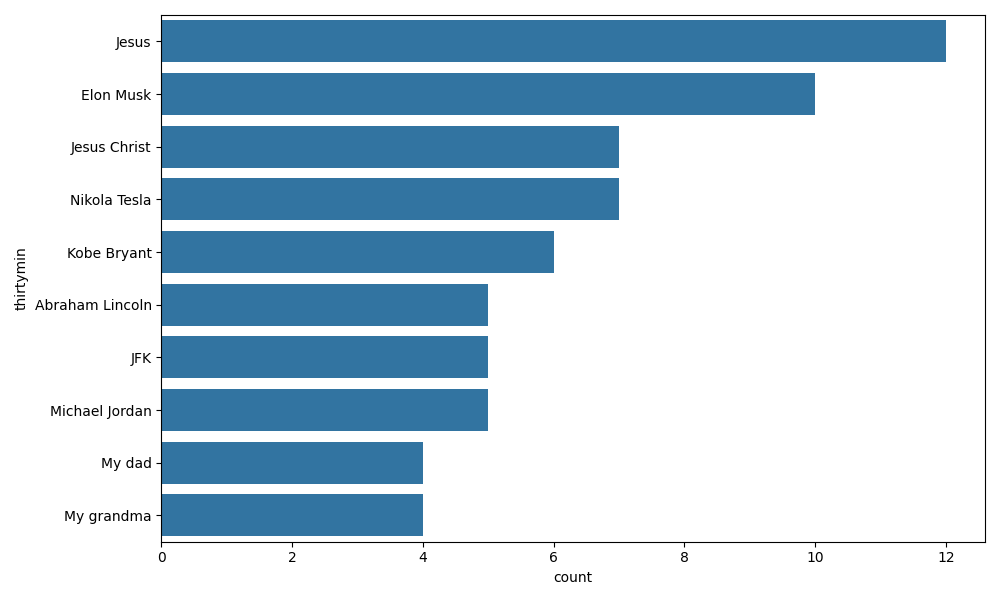 Jesus
Elon Musk
Jesus Christ
Nikola Tesla
Kobe Bryant
Abraham Lincoln
JFK
Michael Jordan
My dad
My grandma
thirtymin
0 2 4 6 8 10 12
count